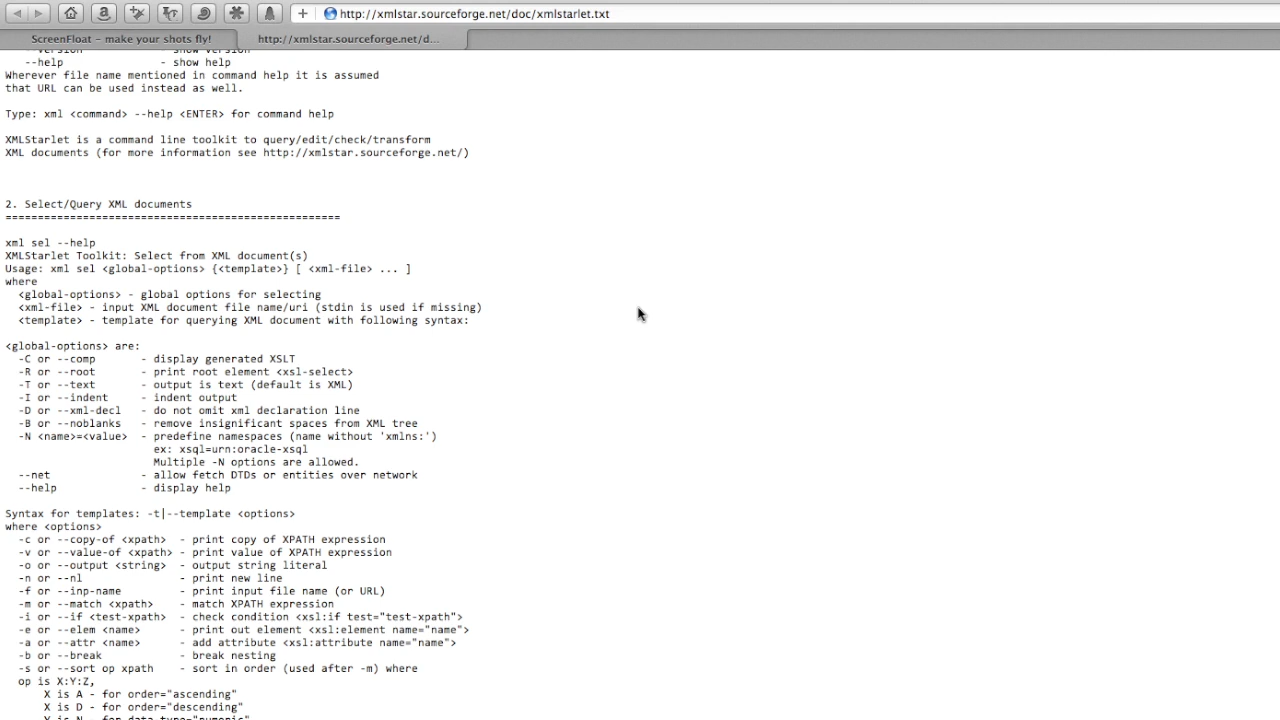 http://xmlstar.sourceforge.net/doc/xmlstarlet.txt
ScreenFloat – make your shots fly!
http://xmlstar.sourceforge.net/d...
--version - show version
--help - show help
Wherever file name mentioned in command help it is assumed
that URL can be used instead as well.
Type: xml <command> --help <ENTER> for command help
XMLStarlet is a command line toolkit to query/edit/check/transform
XML documents (for more information see http://xmlstar.sourceforge.net/)
2. Select/Query XML documents
====================================================
xml sel --help
XMLStarlet Toolkit: Select from XML document(s)
Usage: xml sel <global-options> {<template>} [ <xml-file> ... ]
where
<global-options> - global options for selecting
<xml-file> - input XML document file name/uri (stdin is used if missing)
<template> - template for querying XML document with following syntax:
<global-options> are:
-C or --comp - display generated XSLT
-R or --root - print root element <xsl-select>
-T or --text - output is text (default is XML)
-I or --indent - indent output
-D or --xml-decl - do not omit xml declaration line
-B or --noblanks - remove insignificant spaces from XML tree
-N <name>=<value> - predefine namespaces (name without 'xmlns:')
ex: xsql=urn:oracle-xsql
Multiple -N options are allowed.
--net - allow fetch DTDs or entities over network
--help - display help
Syntax for templates: -t|--template <options>
where <options>
-c or --copy-of <xpath> - print copy of XPATH expression
-v or --value-of <xpath> - print value of XPATH expression
-o or --output <string> - output string literal
-n or --nl - print new line
-f or --inp-name - print input file name (or URL)
-m or --match <xpath> - match XPATH expression
-i or --if <test-xpath> - check condition <xsl:if test="test-xpath">
-e or --elem <name> - print out element <xsl:element name="name">
-a or --attr <name> - add attribute <xsl:attribute name="name">
-b or --break - break nesting
-s or --sort op xpath - sort in order (used after -m) where
op is X:Y:Z,
X is A - for order="ascending"
X is D - for order="descending"
Y is N - for data-type="numeric"